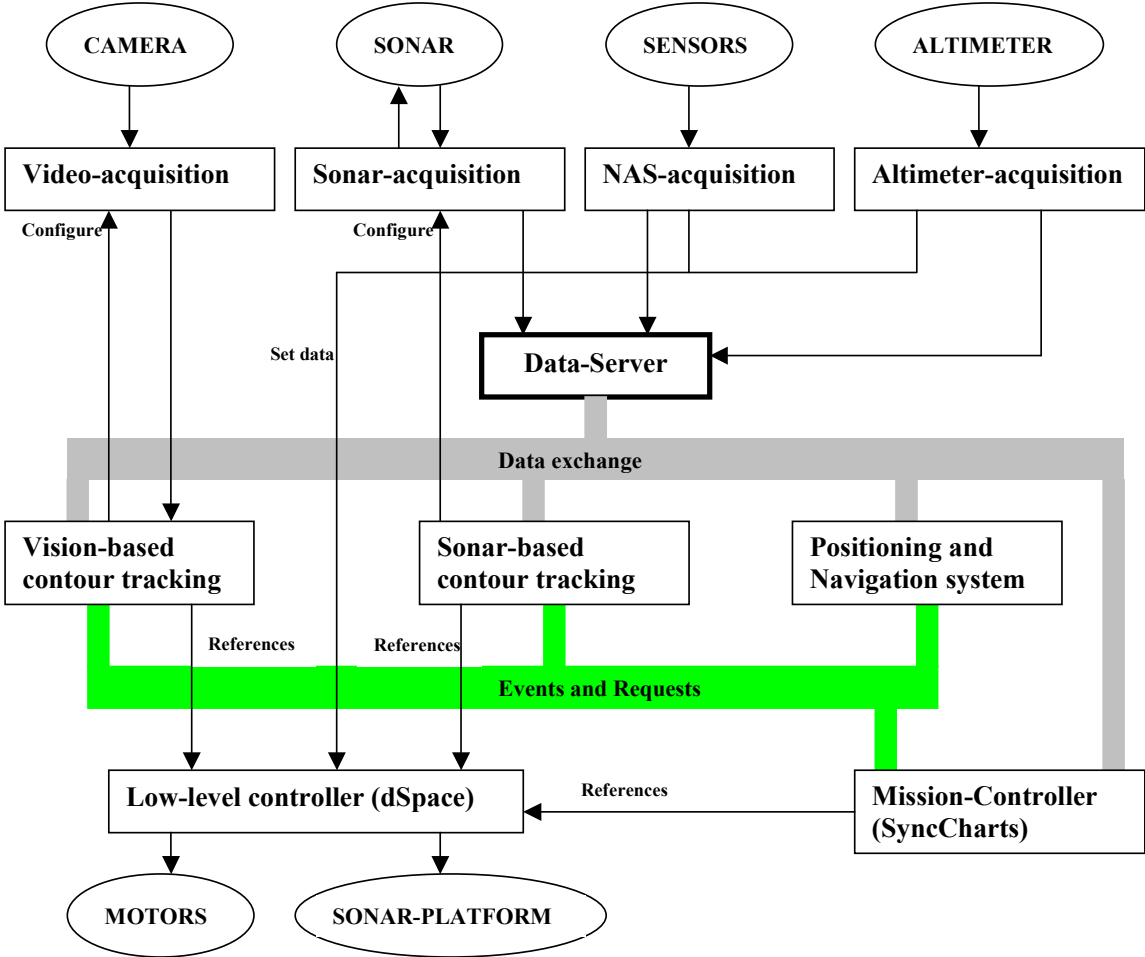 CAMERA
SONAR
SENSORS
ALTIMETER
Video-acquisition
Sonar-acquisition
NAS-acquisition
Altimeter-acquisition
Configure
Configure
Set data
Data-Server
Data exchange
Vision-based
contour tracking
Sonar-based
contour tracking
Positioning and
Navigation system
References
References
Events and Requests
Low-level controller (dSpace)
References
Mission-Controller
(SyncCharts)
MOTORS
SONAR-PLATFORM